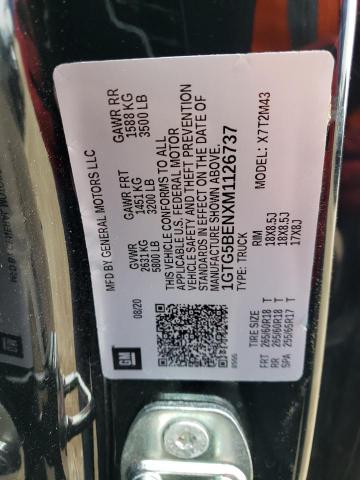 MFD BY GENERAL MOTORS LLC
08/20
GVWR
2631 KG
5800 LB
GAWR FRT
1451 KG
3200 LB
GAWR RR
1588 KG
3500 LB
THIS VEHICLE CONFORMS TO ALL
APPLICABLE U.S. FEDERAL MOTOR
VEHICLE SAFETY AND THEFT PREVENTION
STANDARDS IN EFFECT ON THE DATE OF
MANUFACTURE SHOWN ABOVE.
1GTG5BENXM1126737
TYPE: TRUCK
MODEL: X7T2M43
TIRE SIZE RIM
FRT 265/60R18 T 18X8.5J
RR 265/60R18 T 18X8.5J
SPA 255/65R17 T 17X8J
GM